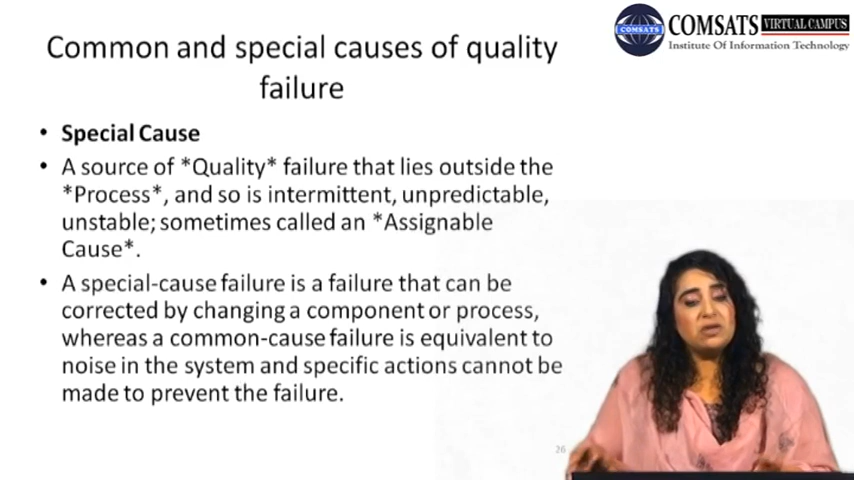 COMSATS
COMSATS VIRTUAL CAMPUS
Institute Of Information Technology
Common and special causes of quality
failure
• Special Cause
• A source of *Quality* failure that lies outside the
*Process*, and so is intermittent, unpredictable,
unstable; sometimes called an *Assignable
Cause*.
• A special-cause failure is a failure that can be
corrected by changing a component or process,
whereas a common-cause failure is equivalent to
noise in the system and specific actions cannot be
made to prevent the failure.
26